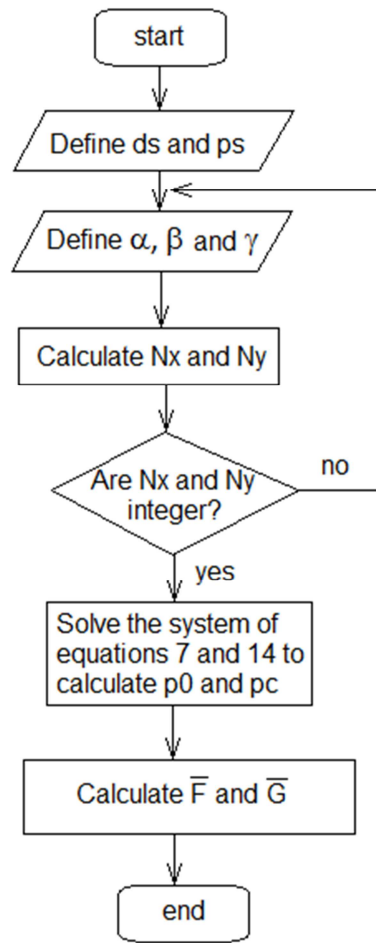 start
Define ds and ps
Define α, β and γ
Calculate Nx and Ny
Are Nx and Ny
integer?
no
yes
Solve the system of
equations 7 and 14 to
calculate p0 and pc
Calculate F̅ and G̅
end